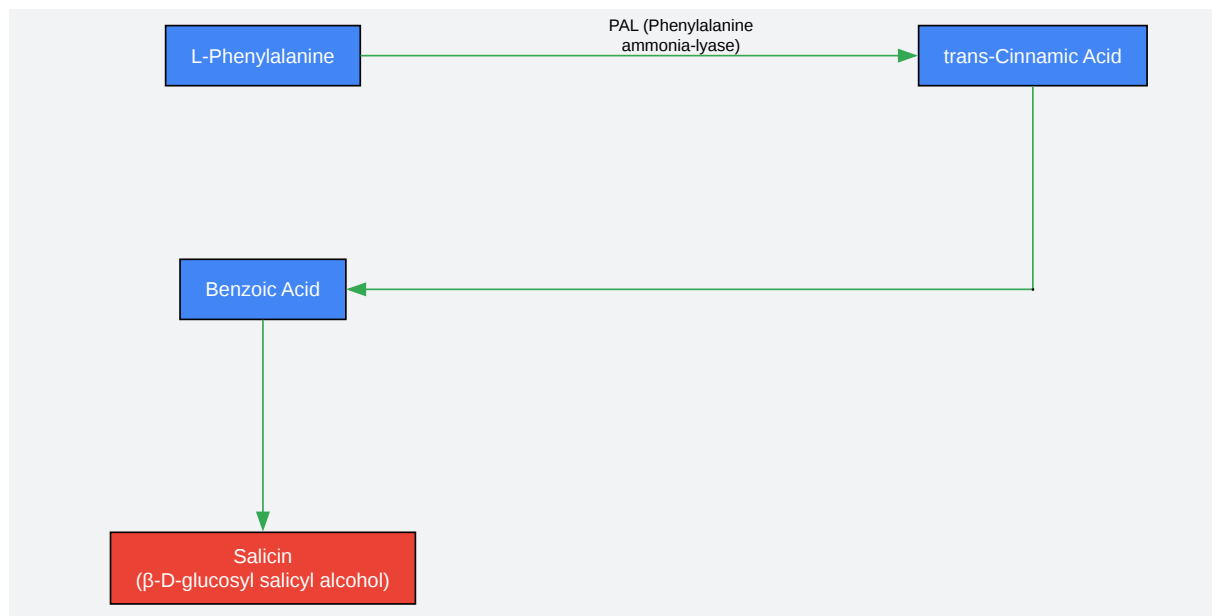 L-Phenylalanine
PAL (Phenylalanine
ammonia-lyase)
trans-Cinnamic Acid
Benzoic Acid
Salicin
(β-D-glucosyl salicyl alcohol)